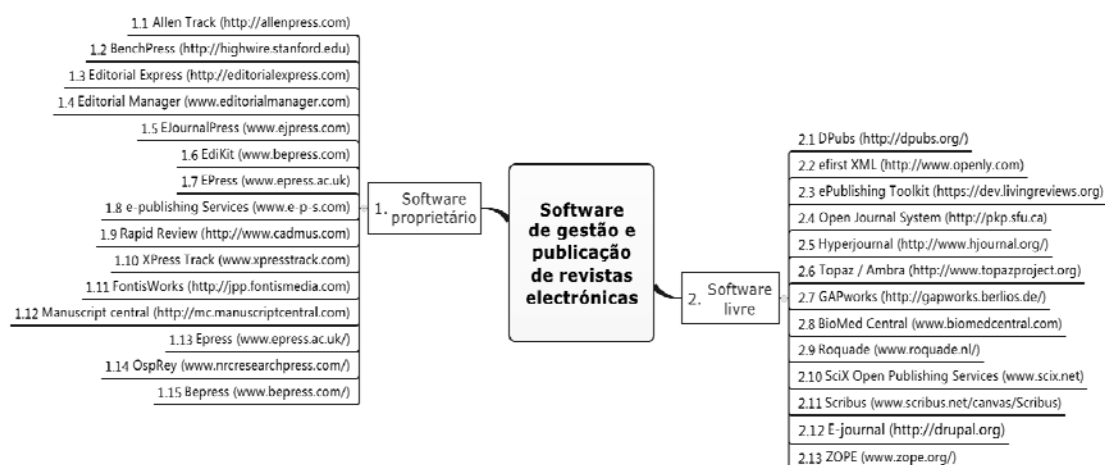 1.1 Allen Track (http://allenpress.com)
1.2 BenchPress (http://highwire.stanford.edu)
1.3 Editorial Express (http://editorialexpress.com)
1.4 Editorial Manager (www.editorialmanager.com)
1.5 EJournalPress (www.ejpress.com)
1.6 EdiKit (www.bepress.com)
1.7 EPress (www.epress.ac.uk)
1.8 e-publishing Services (www.e-p-s.com)
1.9 Rapid Review (http://www.cadmus.com)
1.10 XPress Track (www.xpresstrack.com)
1.11 FontisWorks (http://jpp.fontismedia.com)
1.12 Manuscript central (http://mc.manuscriptcentral.com)
1.13 Epress (www.epress.ac.uk/)
1.14 OspRey (www.nrcresearchpress.com/)
1.15 Bepress (www.bepress.com/)
1. Software
proprietário
Software
de gestão e
publicação
de revistas
electrónicas
2. Software
livre
2.1 DPubs (http://dpubs.org/)
2.2 efirst XML (http://www.openly.com)
2.3 ePublishing Toolkit (https://dev.livingreviews.org)
2.4 Open Journal System (http://pkp.sfu.ca)
2.5 Hyperjournal (http://www.hjournal.org/)
2.6 Topaz / Ambra (http://www.topazproject.org)
2.7 GAPworks (http://gapworks.berlios.de/)
2.8 BioMed Central (www.biomedcentral.com)
2.9 Roquade (www.roquade.nl/)
2.10 SciX Open Publishing Services (www.scix.net)
2.11 Scribus (www.scribus.net/canvas/Scribus)
2.12 E-journal (http://drupal.org)
2.13 ZOPE (www.zope.org/)